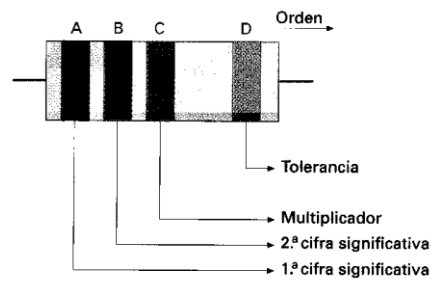 Orden
A B C D
Tolerancia
Multiplicador
2.ª cifra significativa
1.ª cifra significativa